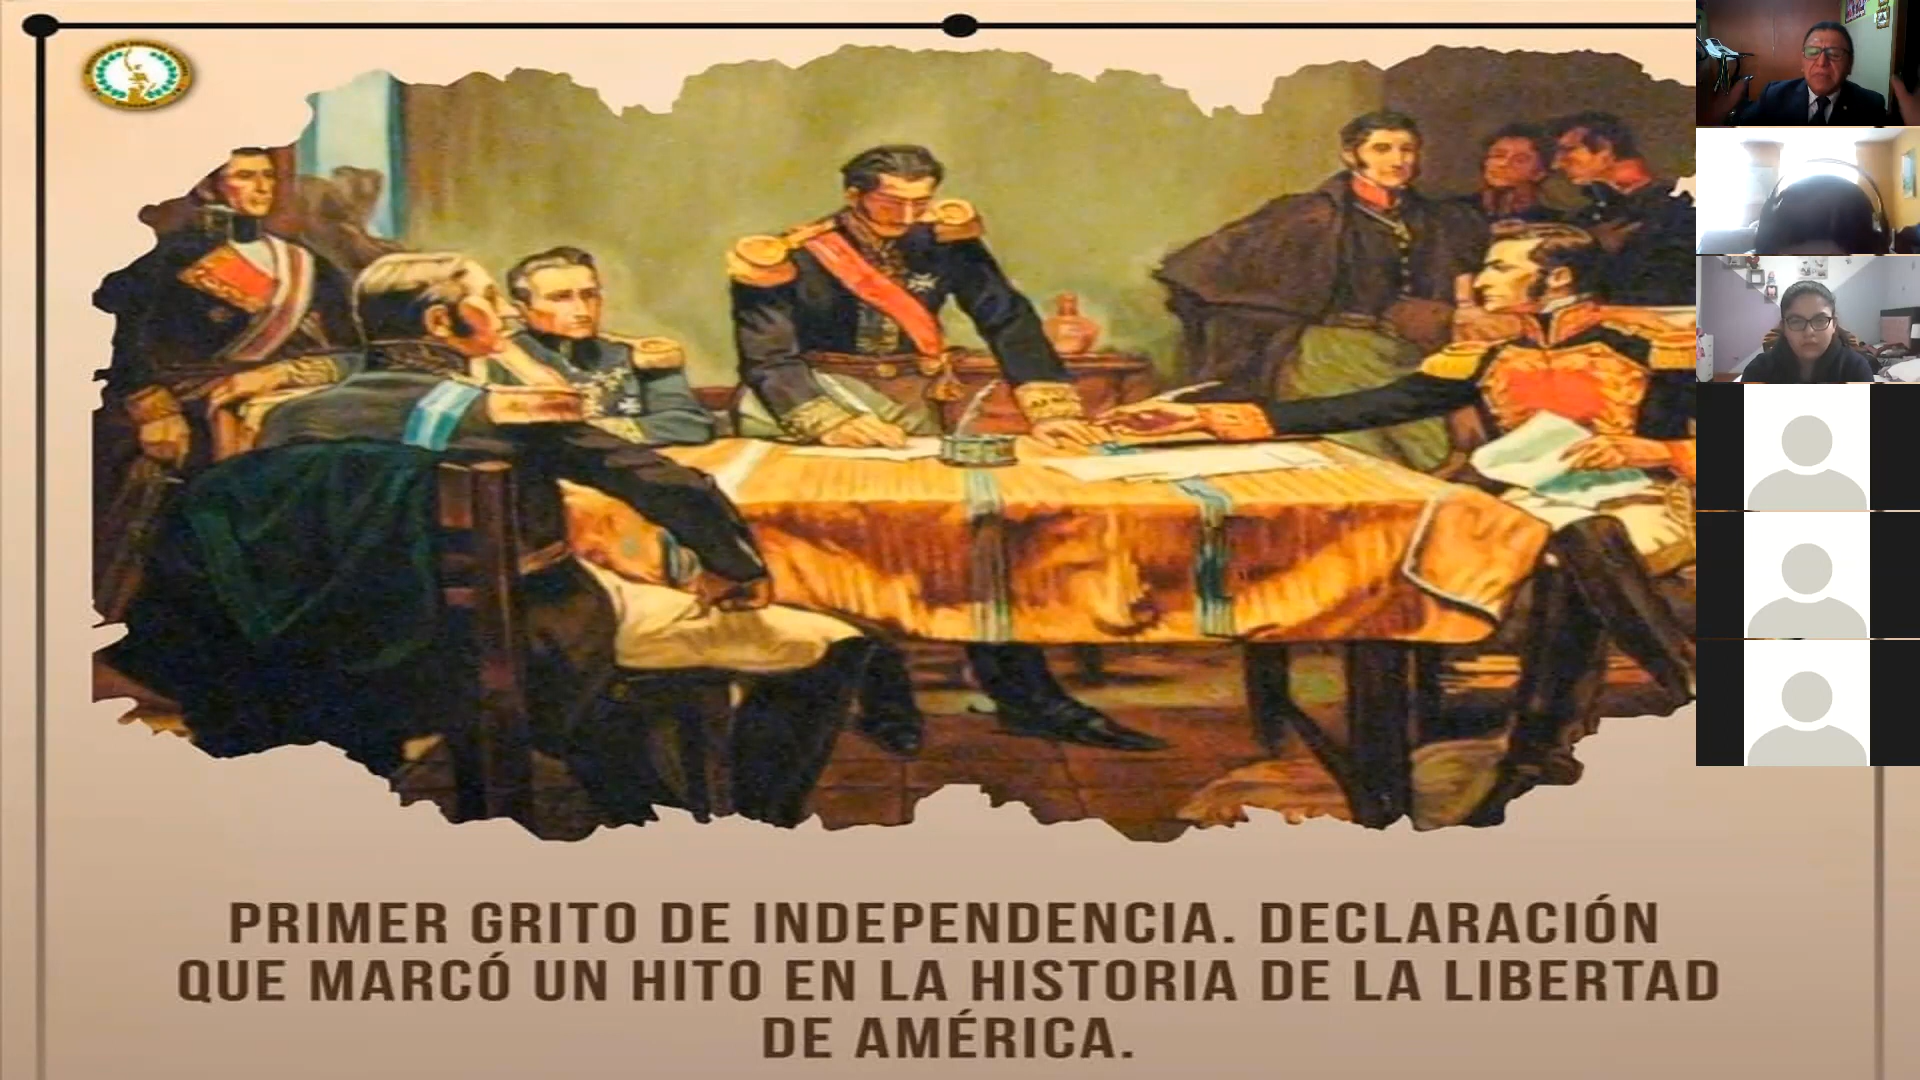 PRIMER GRITO DE INDEPENDENCIA. DECLARACIÓN
QUE MARCÓ UN HITO EN LA HISTORIA DE LA LIBERTAD
DE AMÉRICA.